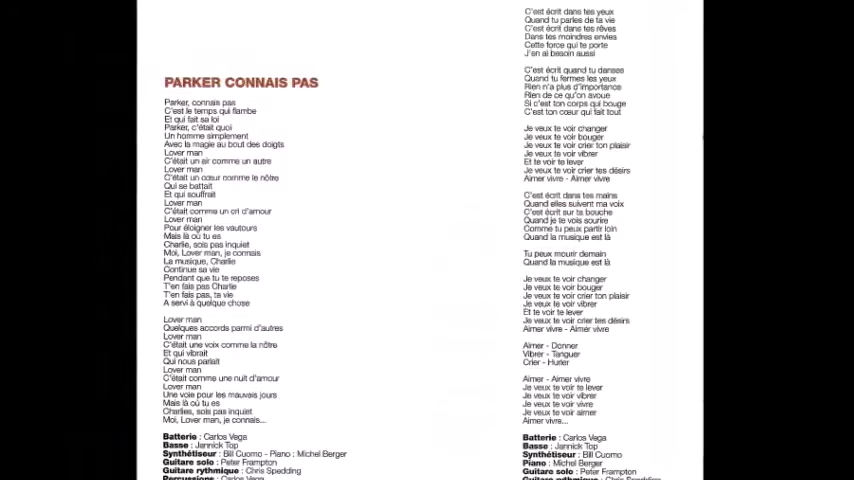 PARKER CONNAIS PAS
Parker, connais pas
C'est le temps qui flambe
Et qui fait sa loi
Parker, c'était quoi
Un homme simplement
Avec la magie au bout des doigts
Lover man
C'était un air comme un autre
Lover man
C'était un cœur comme le nôtre
Qui se battait
Et qui souffrait
Lover man
C'était comme un cri d'amour
Lover man
Pour éloigner les vautours
Mais là où tu es
Charlie, sois pas inquiet
Moi, Lover man, je connais
La musique, Charlie
Continue sa vie
Pendant que tu te reposes
T'en fais pas Charlie
T'en fais pas, ta vie
A servi à quelque chose
Lover man
Quelques accords parmi d'autres
Lover man
C'était une voix comme la nôtre
Et qui vibrait
Qui nous parlait
Lover man
C'était comme une nuit d'amour
Lover man
Une voie pour les mauvais jours
Mais là où tu es
Charlies, sois pas inquiet
Moi, Lover man, je connais...
Batterie : Carlos Vega
Basse : Jannick Top
Synthétiseur : Bill Cuomo - Piano : Michel Berger
Guitare solo : Peter Frampton
Guitare rythmique : Chris Spedding
Percussions : Carlos Vega
C'est écrit dans tes yeux
Quand tu parles de ta vie
C'est écrit dans tes rêves
Dans tes moindres envies
Cette force qui te porte
J'en ai besoin aussi
C'est écrit quand tu danses
Quand tu fermes les yeux
Rien n'a plus d'importance
Rien de ce qu'on avoue
Si c'est ton corps qui bouge
C'est ton cœur qui fait tout
Je veux te voir changer
Je veux te voir bouger
Je veux te voir crier ton plaisir
Je veux te voir vibrer
Et te voir te lever
Je veux te voir crier tes désirs
Aimer vivre - Aimer vivre
C'est écrit dans tes mains
Quand elles suivent ma voix
C'est écrit sur ta bouche
Quand je te vois sourire
Comme tu peux partir loin
Quand la musique est là
Tu peux mourir demain
Quand la musique est là
Je veux te voir changer
Je veux te voir bouger
Je veux te voir crier ton plaisir
Je veux te voir vibrer
Et te voir te lever
Je veux te voir crier tes désirs
Aimer vivre - Aimer vivre
Aimer - Donner
Vibrer - Tanguer
Crier - Hurler
Aimer - Aimer vivre
Je veux te voir te lever
Je veux te voir vibrer
Je veux te voir vivre
Je veux te voir aimer
Aimer vivre...
Batterie : Carlos Vega
Basse : Jannick Top
Synthétiseur : Bill Cuomo
Piano : Michel Berger
Guitare solo : Peter Frampton
Guitare rythmique : Chris Spedding